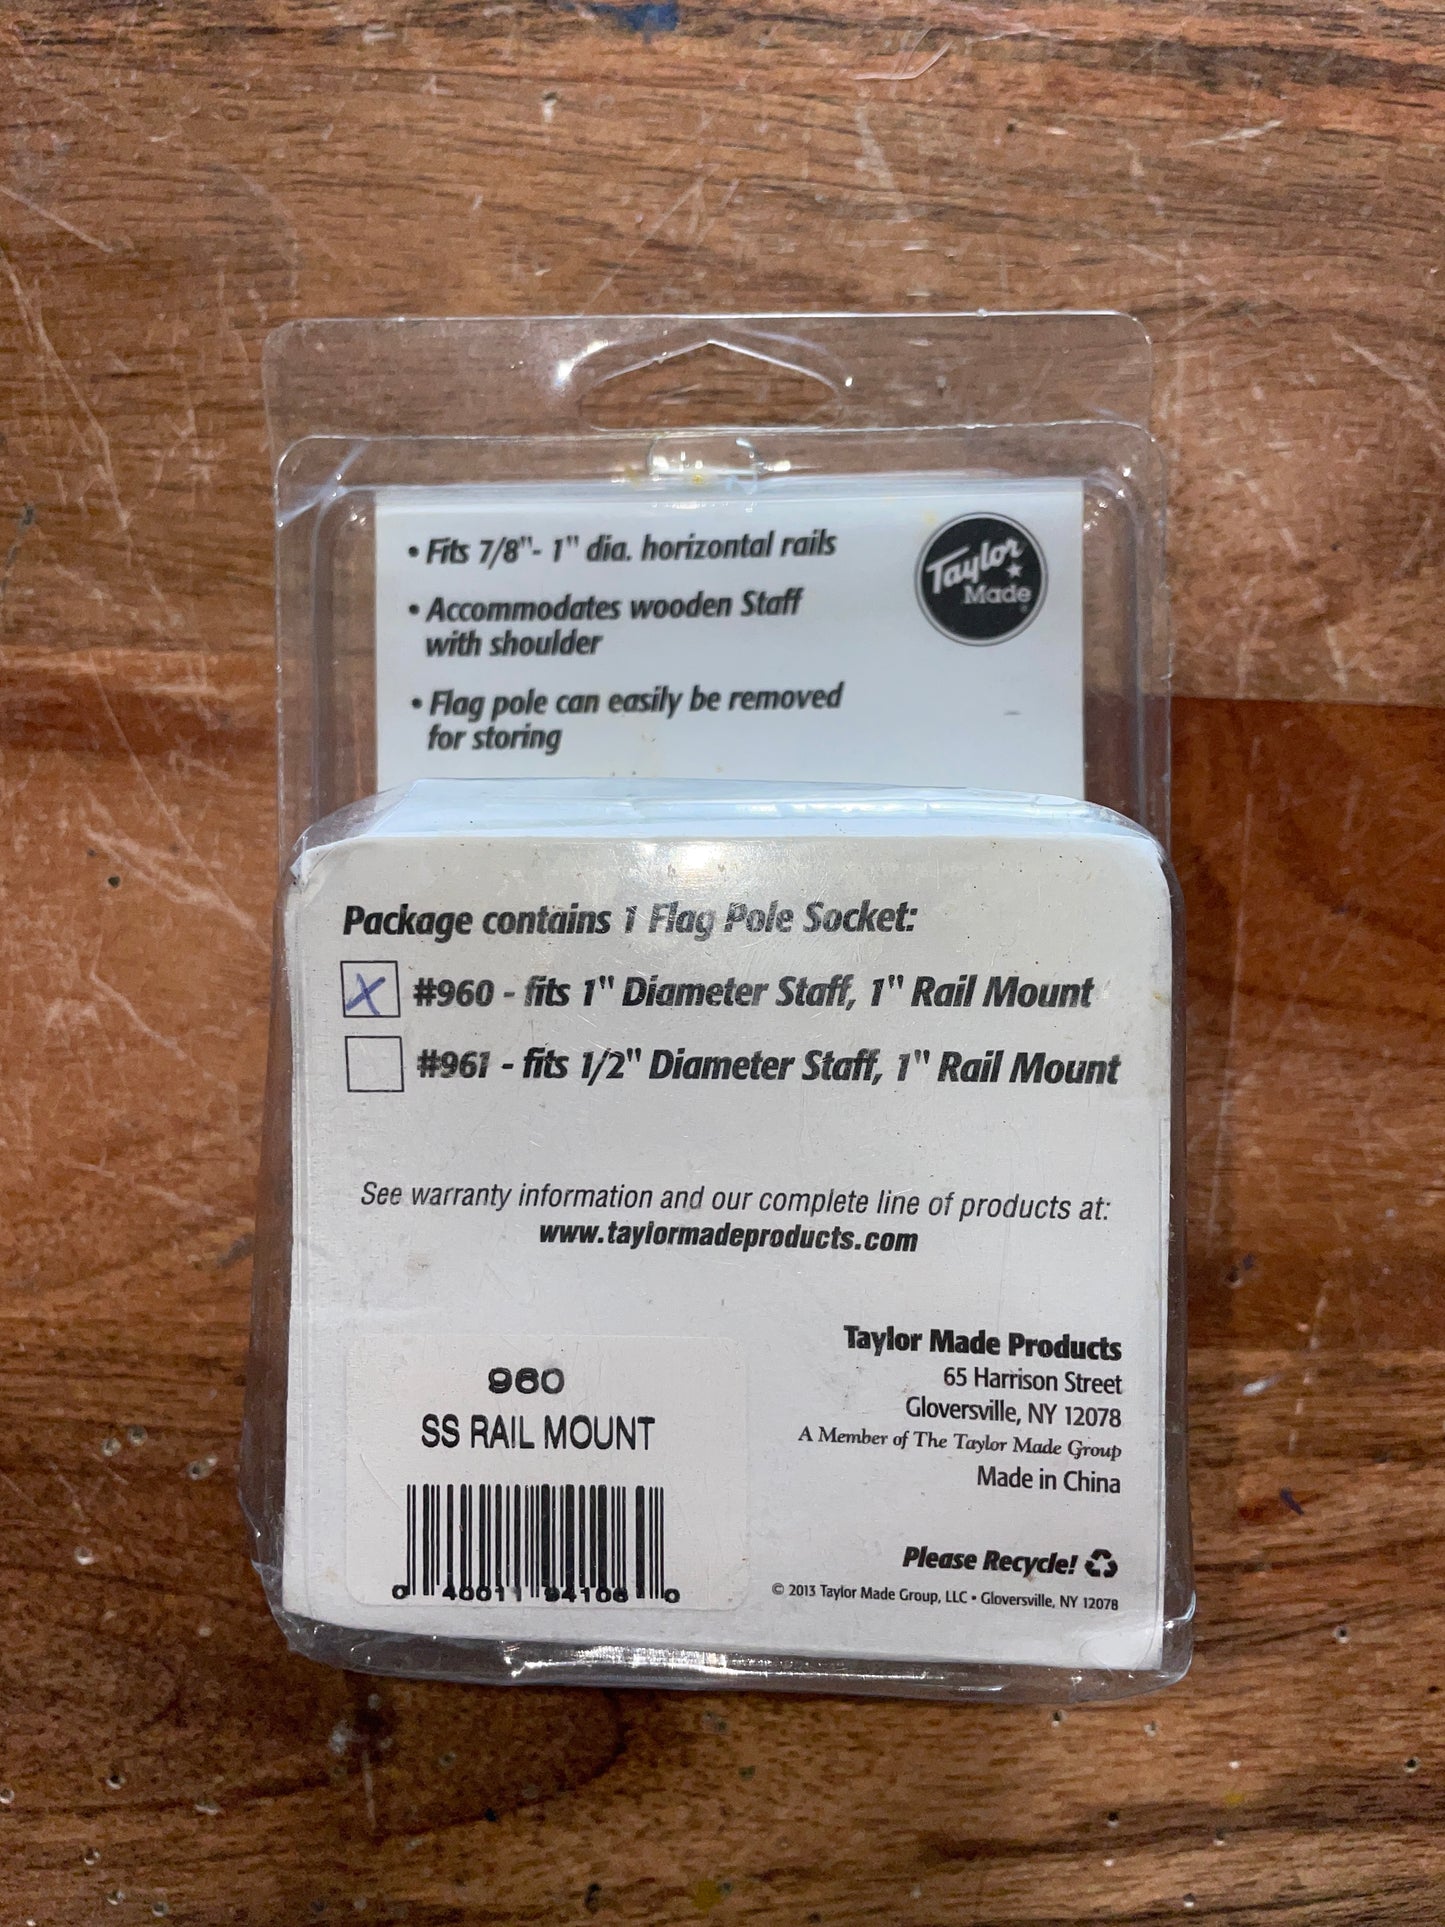 • Fits 7/8"- 1" dia. horizontal rails
Taylor
Made
• Accommodates wooden Staff
with shoulder
• Flag pole can easily be removed
for storing
Package contains 1 Flag Pole Socket:
X #960 - fits 1" Diameter Staff, 1" Rail Mount
#961 - fits 1/2" Diameter Staff, 1" Rail Mount
See warranty information and our complete line of products at:
www.taylormadeproducts.com
Taylor Made Products
65 Harrison Street
Gloversville, NY 12078
A Member of The Taylor Made Group
Made in China
960
SS RAIL MOUNT
0 40011 94106 0
Please Recycle!
© 2013 Taylor Made Group, LLC • Gloversville, NY 12078